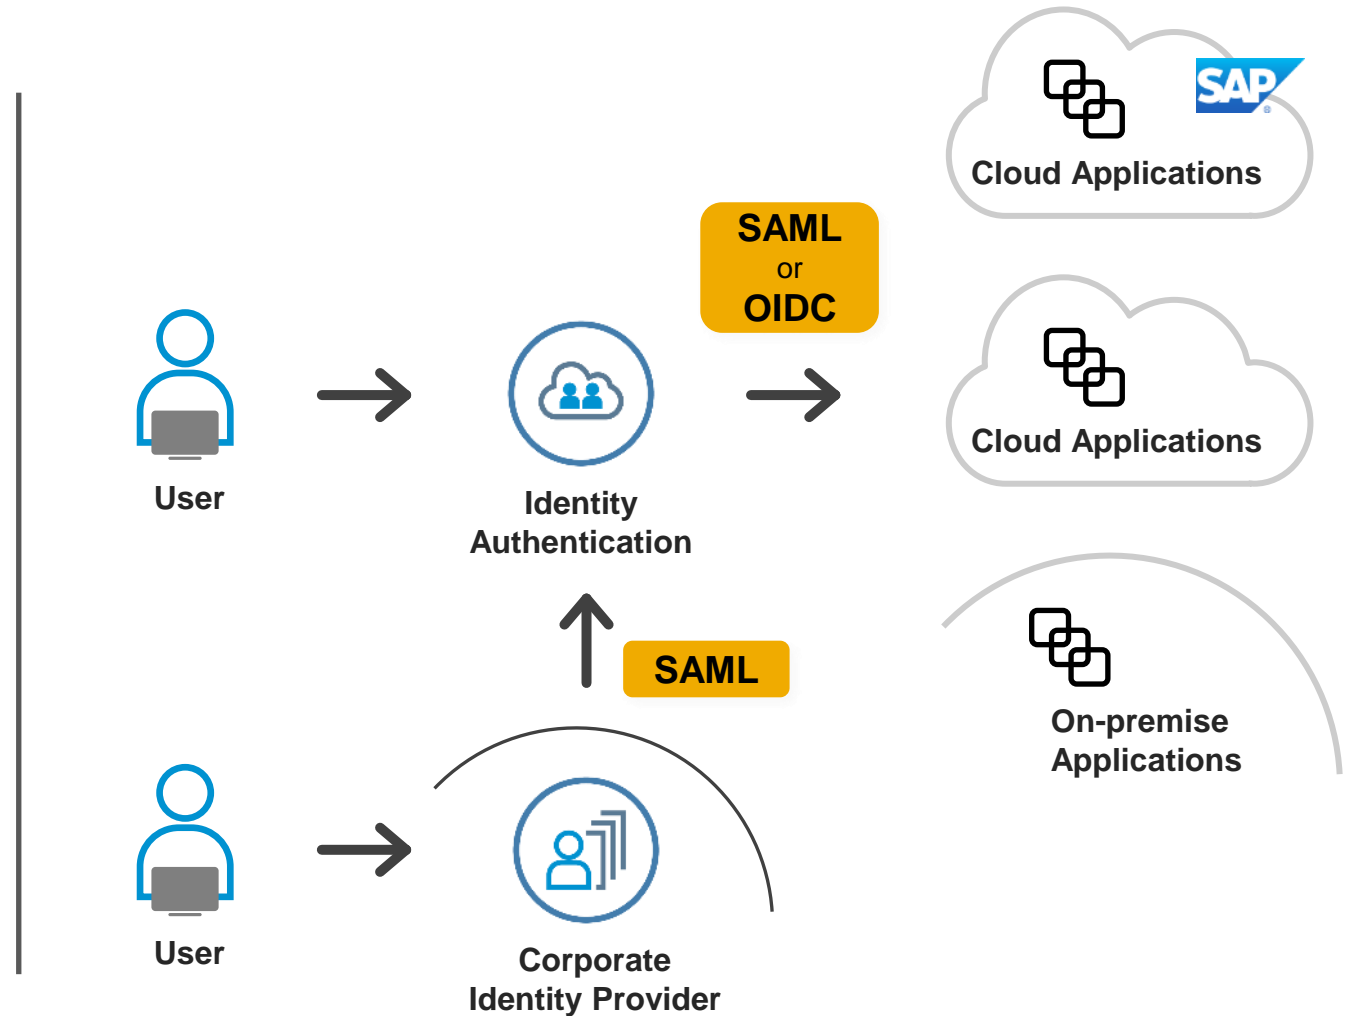 SAP
®
Cloud Applications
SAML
or
OIDC
Cloud Applications
User
Identity
Authentication
SAML
On-premise
Applications
User
Corporate
Identity Provider